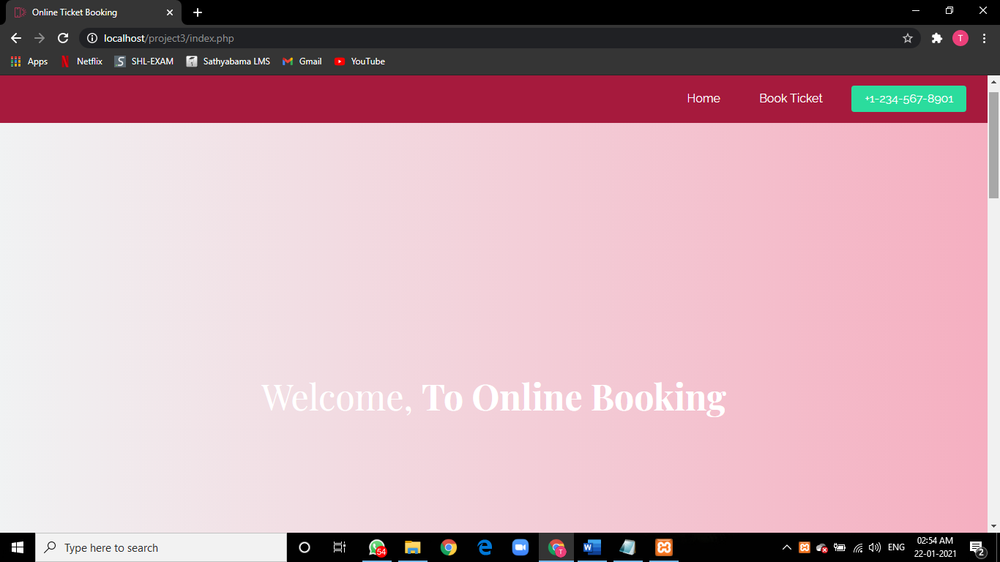 Online Ticket Booking
localhost/project3/index.php
T
Apps Netflix SHL-EXAM Sathyabama LMS Gmail YouTube
Home Book Ticket +1-234-567-8901
Welcome, To Online Booking
Type here to search 54 T ENG 02:54 AM
22-01-2021 2